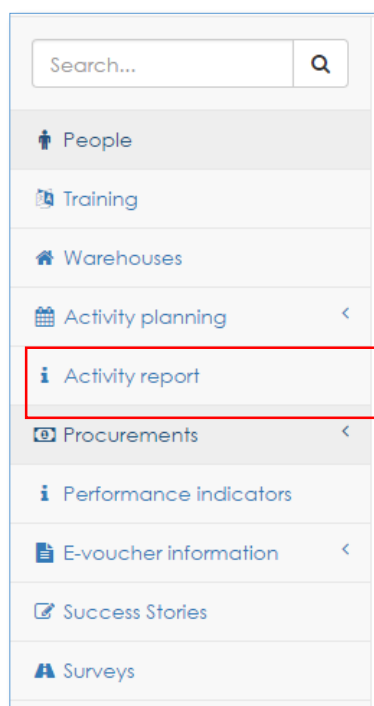 Search...
People
Training
Warehouses
Activity planning
Activity report
Procurements
Performance indicators
E-voucher information
Success Stories
Surveys